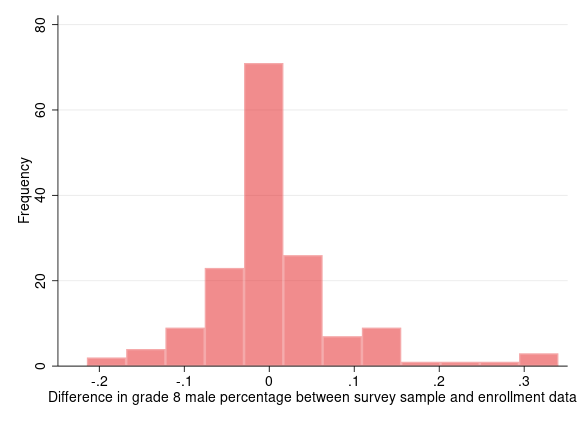 80
60
40
20
0
Frequency
-.2 -.1 0 .1 .2 .3
Difference in grade 8 male percentage between survey sample and enrollment data